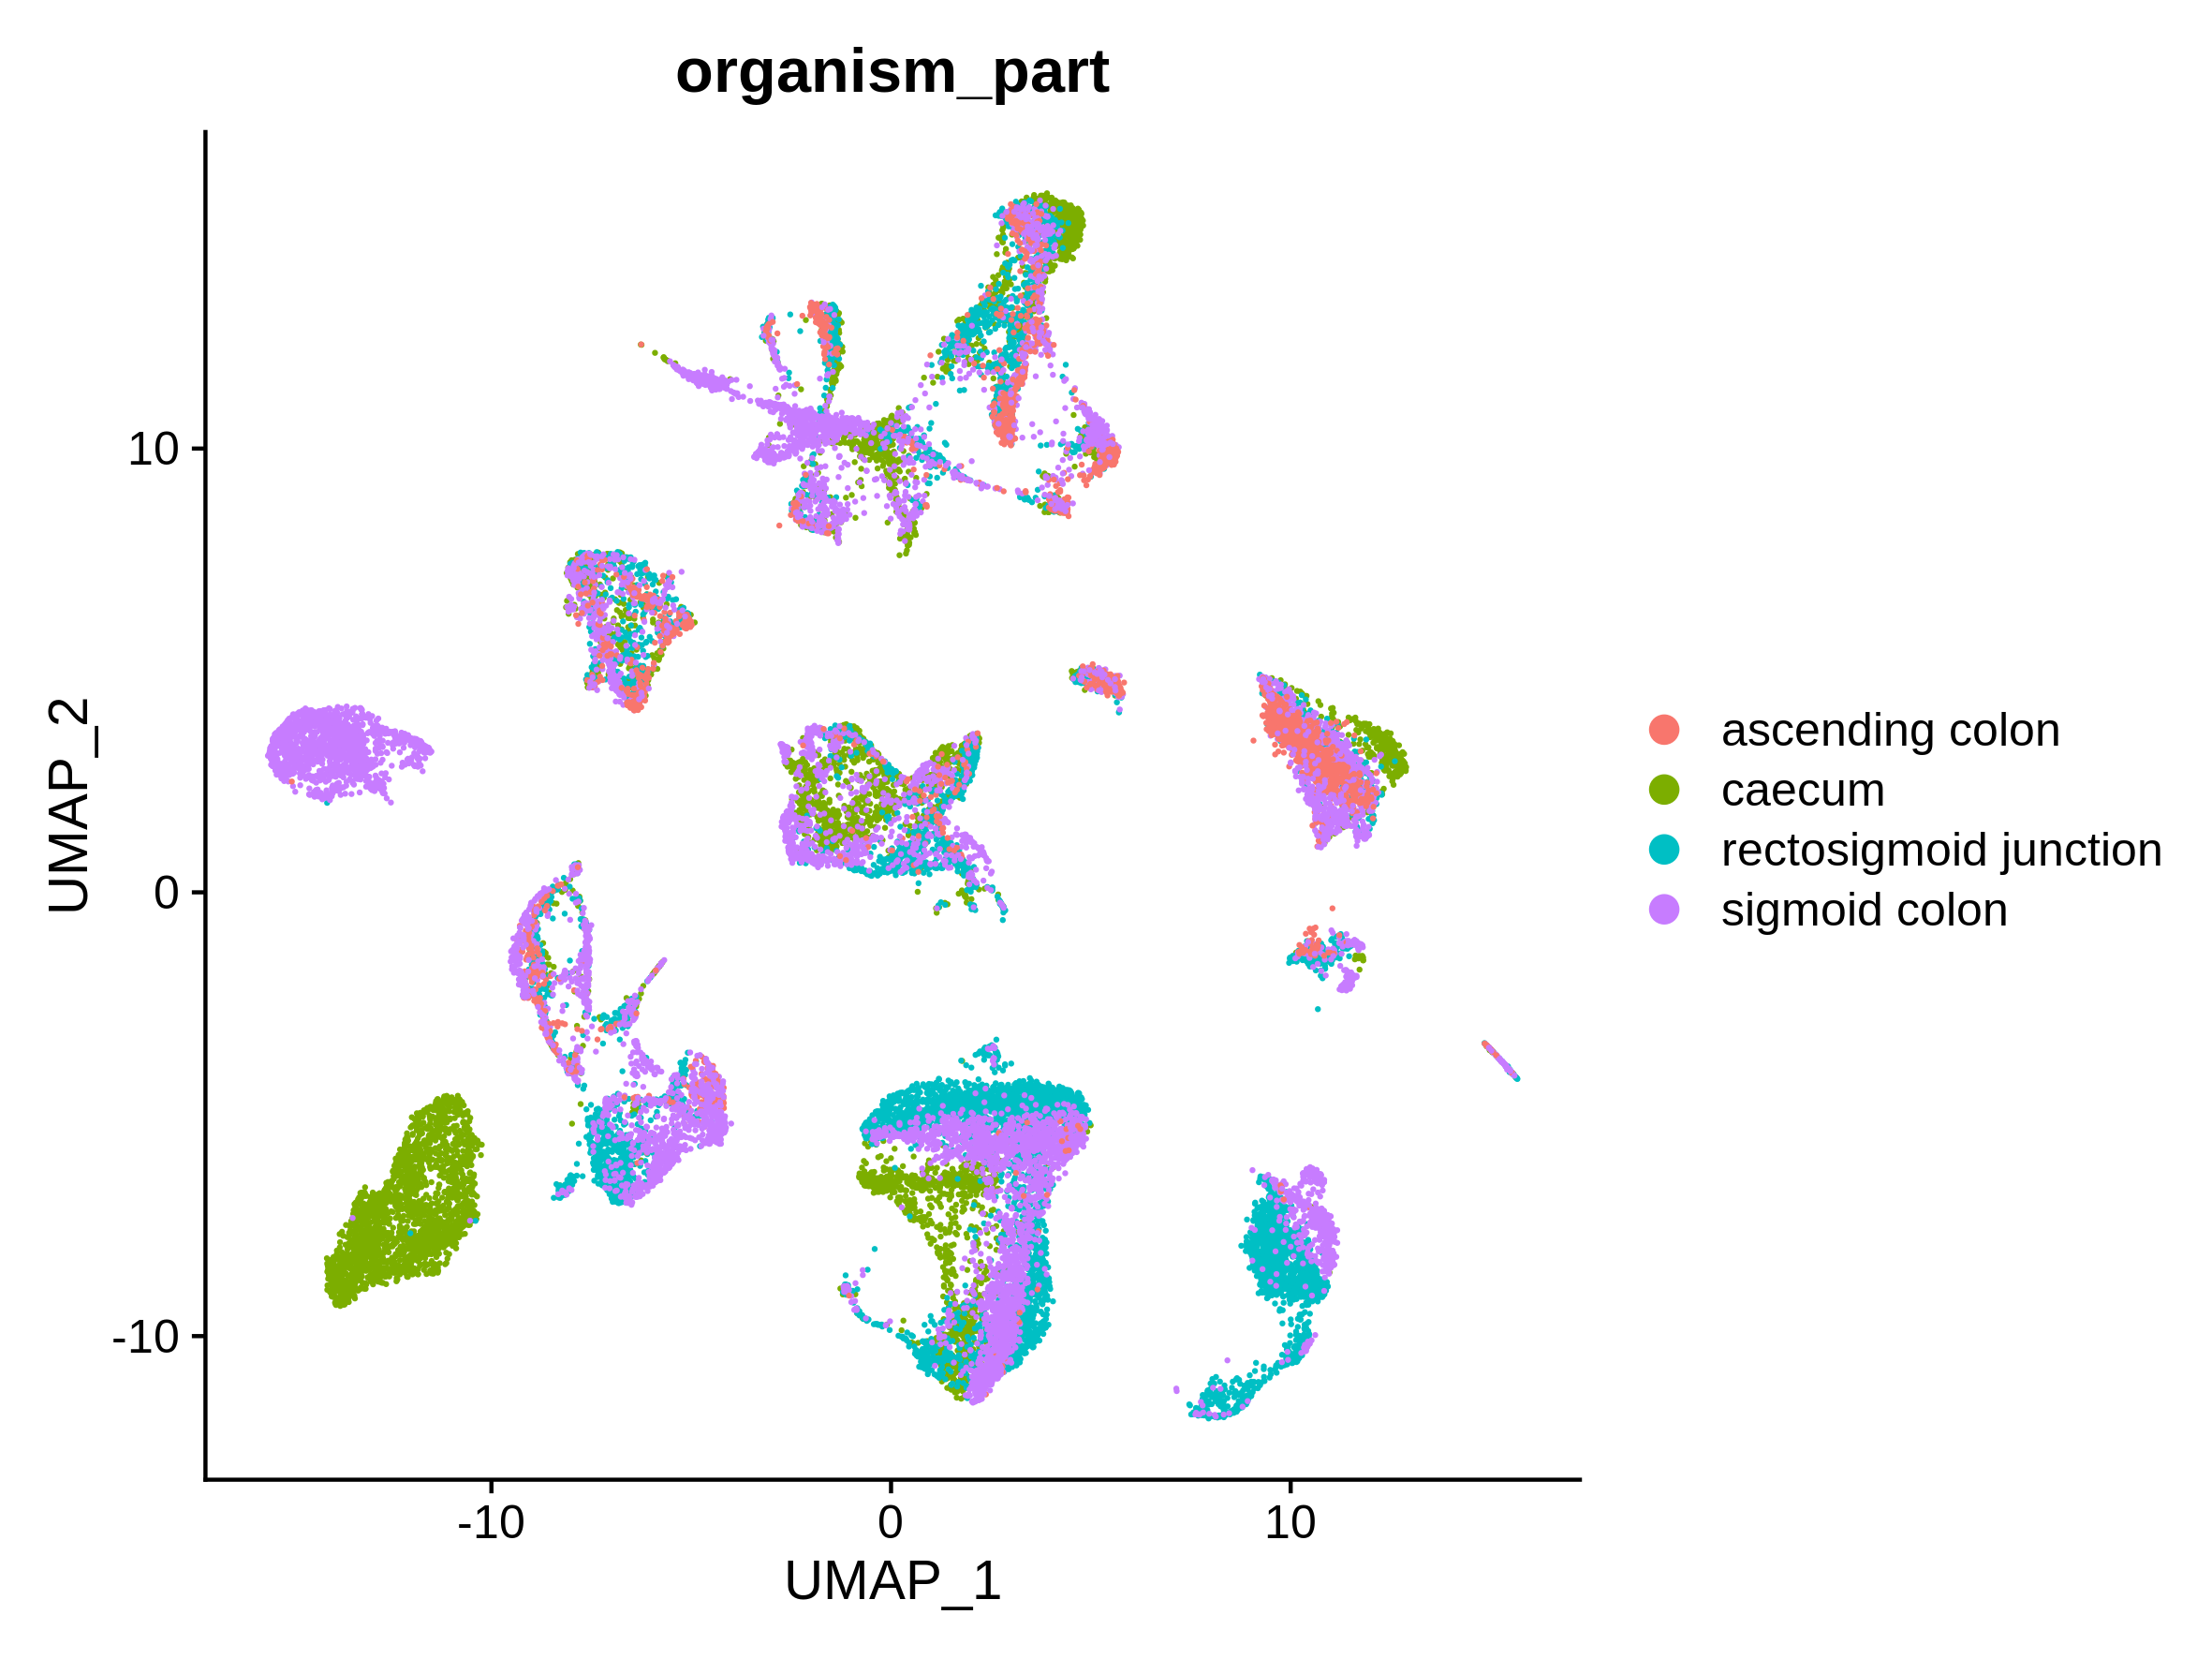 organism_part
UMAP_2
10
0
-10
-10
0
10
UMAP_1
ascending colon
caecum
rectosigmoid junction
sigmoid colon